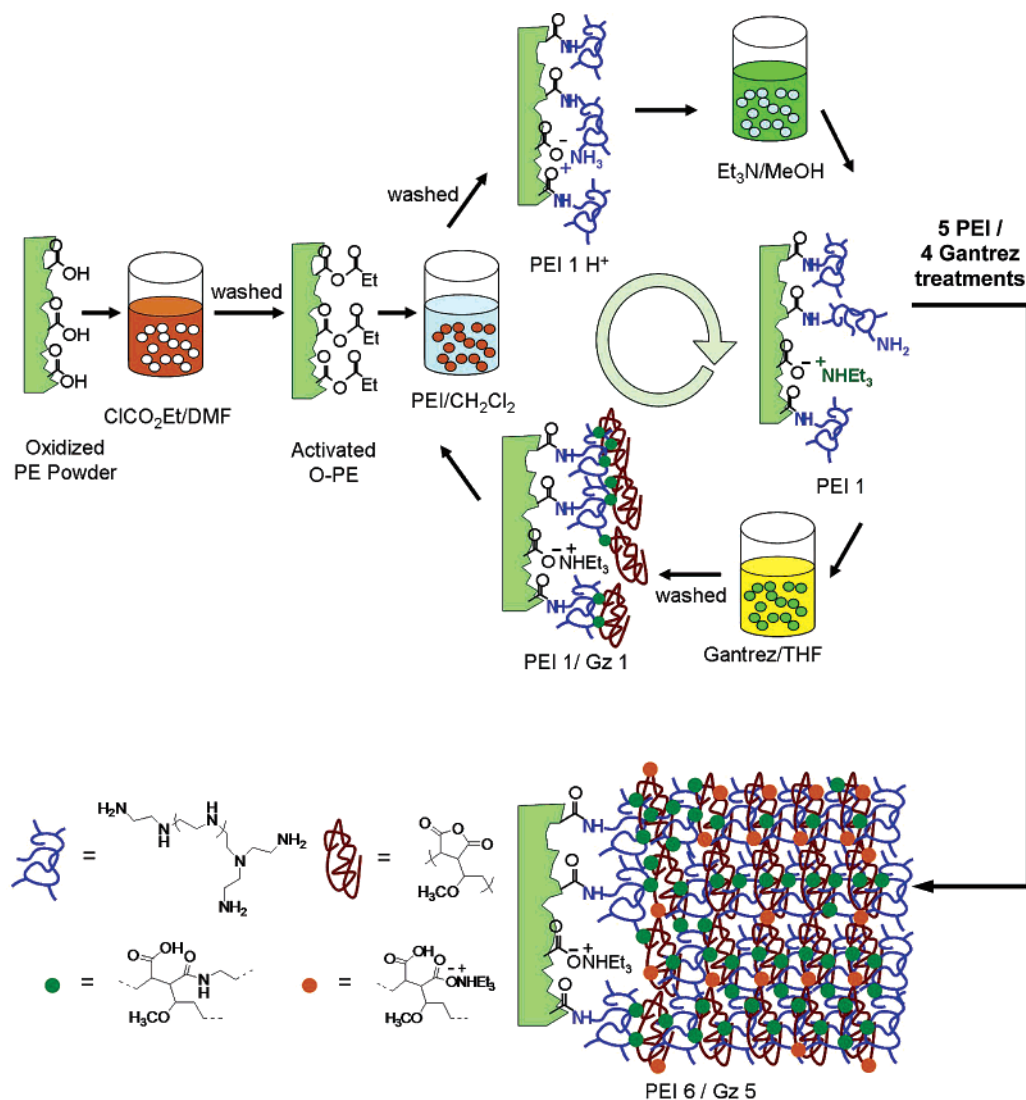 O
NH
O
NH
O
O
-
+
NH3
O
NH
PEI 1 H+
Et3N/MeOH
washed
O
OH
O
OH
O
OH
Oxidized
PE Powder
ClCO2Et/DMF
washed
O O
O Et
O O
O Et
O O
O Et
Activated
O-PE
PEI/CH2Cl2
O
NH
O
NH
NH2
O
O
-+
NHEt3
O
NH
PEI 1
5 PEI /
4 Gantrez
treatments
O
NH
O
NH
O
O-+
NHEt3
O
NH
PEI 1/ Gz 1
washed
Gantrez/THF
=
H2N
N
H
H
N
N
NH2
NH2
=
O O O
H3CO
=
OH
O
O
N
H
H3CO
=
OH
O
O
-+
ONHEt3
H3CO
O
NH
O
NH
O
O-+
NHEt3
O
NH
PEI 6 / Gz 5